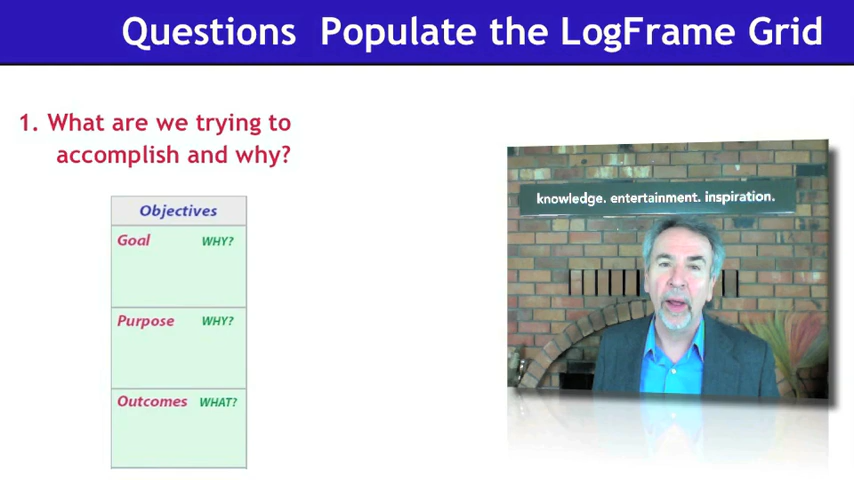 Questions  Populate the LogFrame Grid
1. What are we trying to
accomplish and why?
Objectives
Goal WHY?
Purpose WHY?
Outcomes WHAT?
knowledge. entertainment. inspiration.